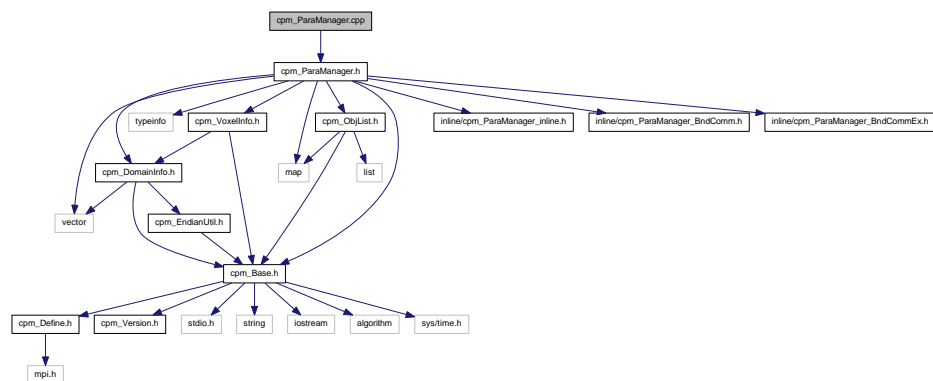 cpm_ParaManager.cpp
cpm_ParaManager.h
typeinfo
cpm_VoxelInfo.h
cpm_ObjList.h
inline/cpm_ParaManager_inline.h
inline/cpm_ParaManager_BndComm.h
inline/cpm_ParaManager_BndCommEx.h
cpm_DomainInfo.h
map
list
vector
cpm_EndianUtil.h
cpm_Base.h
cpm_Define.h
cpm_Version.h
stdio.h
string
iostream
algorithm
sys/time.h
mpi.h